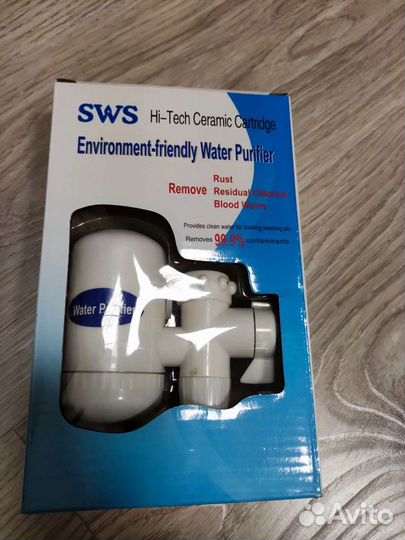 SWS Hi-Tech Ceramic Cartridge
Environment-friendly Water Purifier
Rust
Remove Residual Chlorine
Blood Worm
Provides clean water for cooking,washing,etc
Removes 99.9% contaminants
Water Purifier
Avito